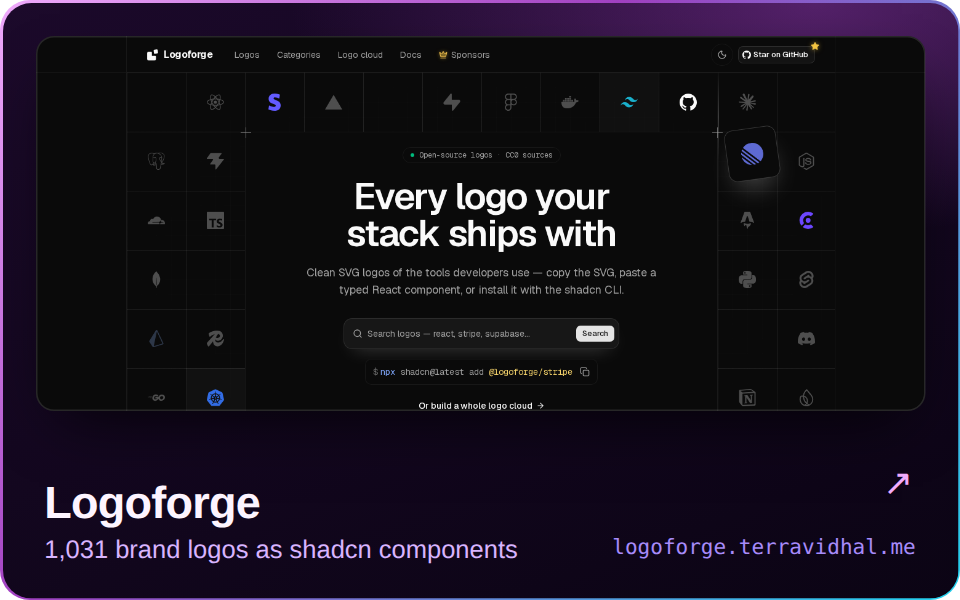 Logoforge
Logos
Categories
Logo cloud
Docs
Sponsors
Star on GitHub
JS
TS
GO
N
Open-source logos · CC0 sources
Every logo your
stack ships with
Clean SVG logos of the tools developers use — copy the SVG, paste a
typed React component, or install it with the shadcn CLI.
Search logos — react, stripe, supabase...
Search
$ npx shadcn@latest add @logoforge/stripe
Or build a whole logo cloud →
Logoforge
1,031 brand logos as shadcn components
↗
logoforge.terravidhal.me